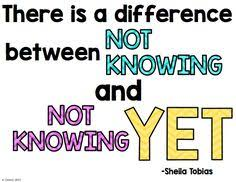 There is a difference
between NOT
KNOWING
and
NOT
KNOWING YET
-Sheila Tobias